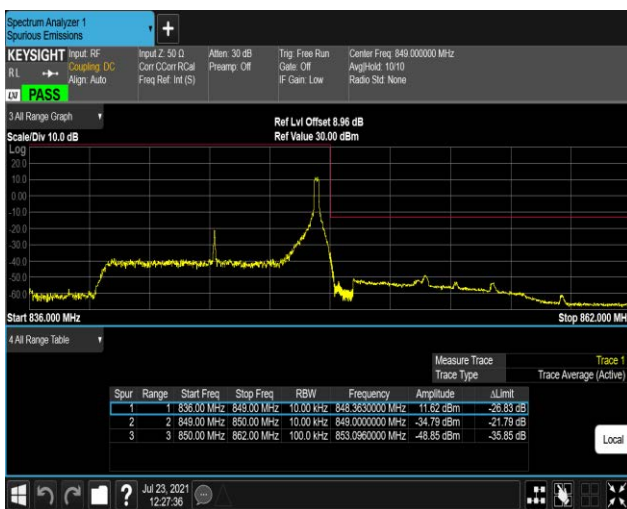 Spectrum Analyzer 1
Spurious Emissions
+
KEYSIGHT Input: RF Input Z: 50 Ω Atten: 30 dB Trig: Free Run Center Freq: 849.000000 MHz
RL Coupling: DC Corr CCorr RCal Preamp: Off Gate: Off Avg|Hold: 10/10
Align: Auto Freq Ref: Int (S) IF Gain: Low Radio Std: None
LXI PASS
3 All Range Graph
Ref Lvl Offset 8.96 dB
Scale/Div 10.0 dB Ref Value 30.00 dBm
Log
20.0
10.0
0.00
-10.0
-20.0
-30.0
-40.0
-50.0
-60.0
Start 836.000 MHz Stop 862.000 MH
4 All Range Table
Measure Trace Trace 1
Trace Type Trace Average (Active)
Spur Range Start Freq Stop Freq RBW Frequency Amplitude ΔLimit
1 1 836.00 MHz 849.00 MHz 10.00 kHz 848.3630000 MHz 11.62 dBm -26.83 dB
2 2 849.00 MHz 850.00 MHz 10.00 kHz 849.0000000 MHz -34.79 dBm -21.79 dB
3 3 850.00 MHz 862.00 MHz 100.0 kHz 853.0960000 MHz -48.85 dBm -35.85 dB
Local
? Jul 23, 2021
12:27:36